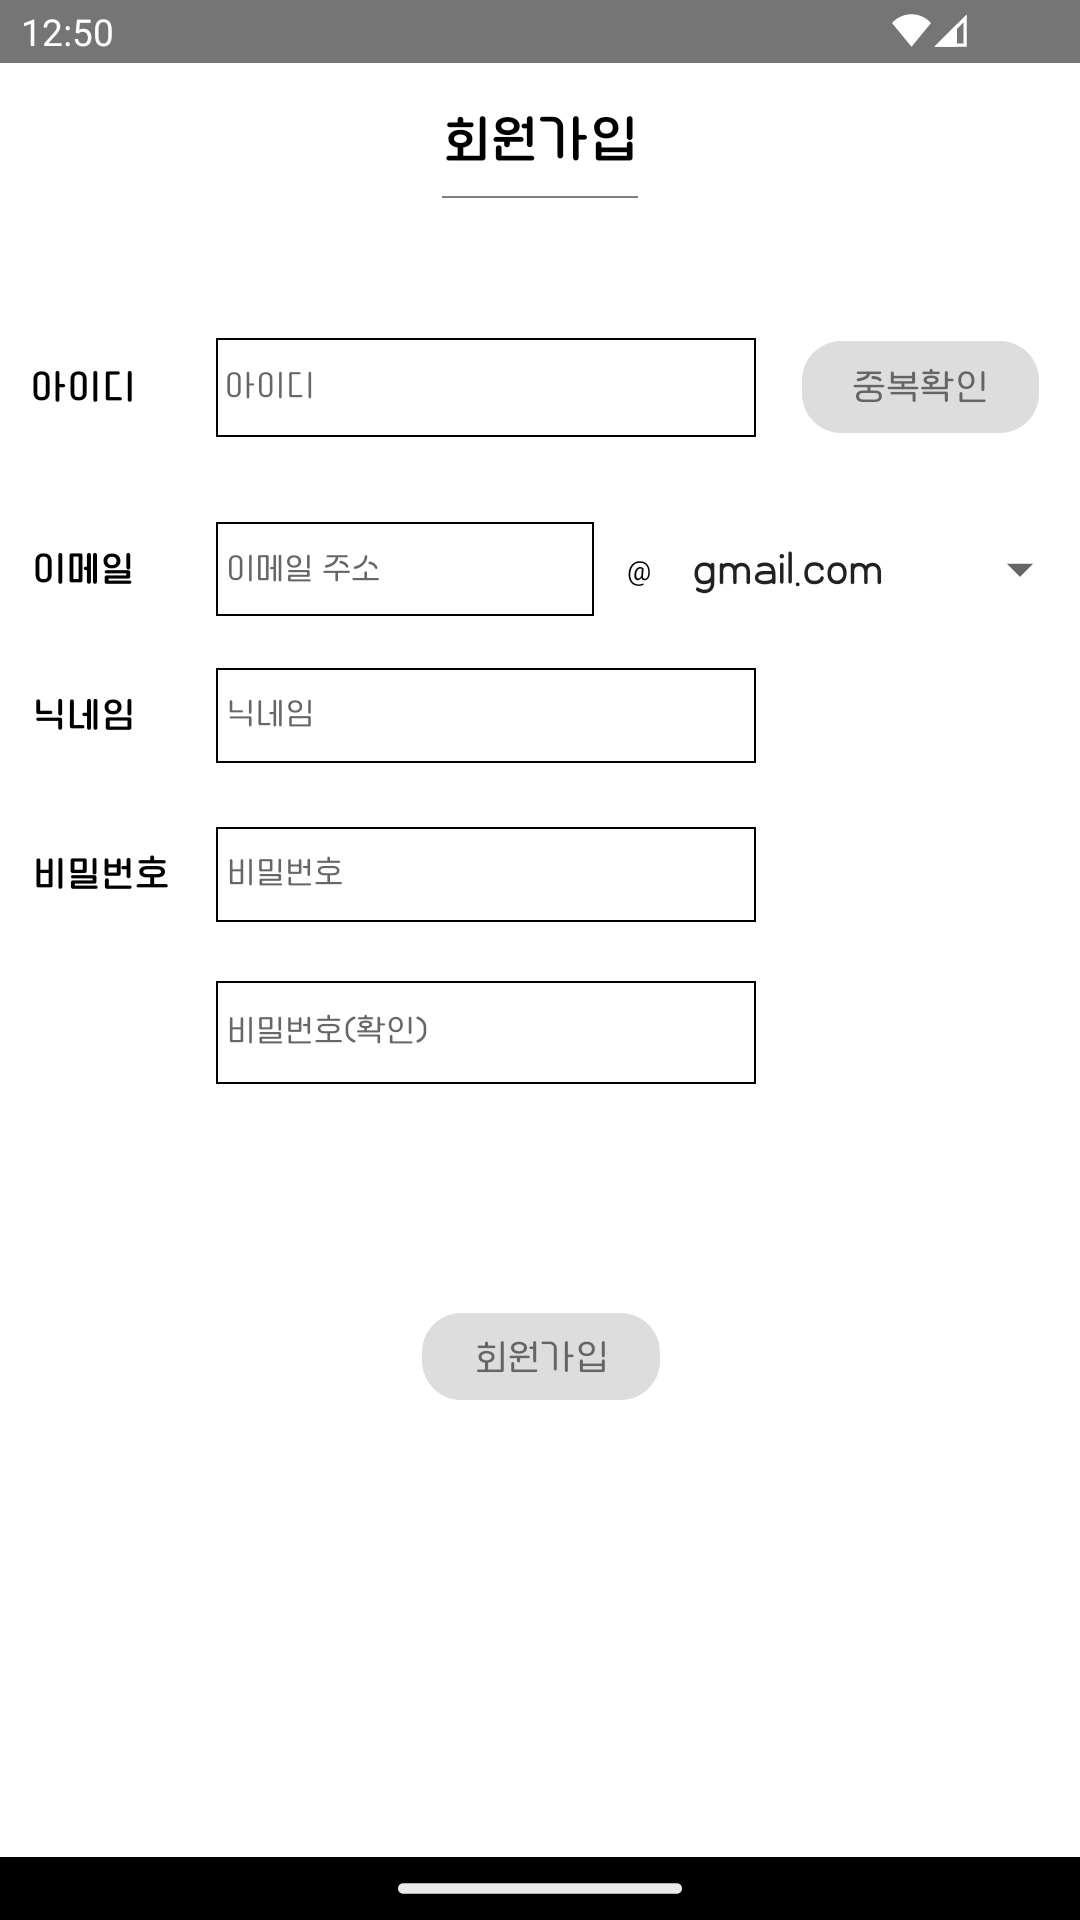 12:50
회원가입
아이디 아이디 중복확인
이메일 이메일 주소 @ gmail.com
닉네임 닉네임
비밀번호 비밀번호
비밀번호(확인)
회원가입